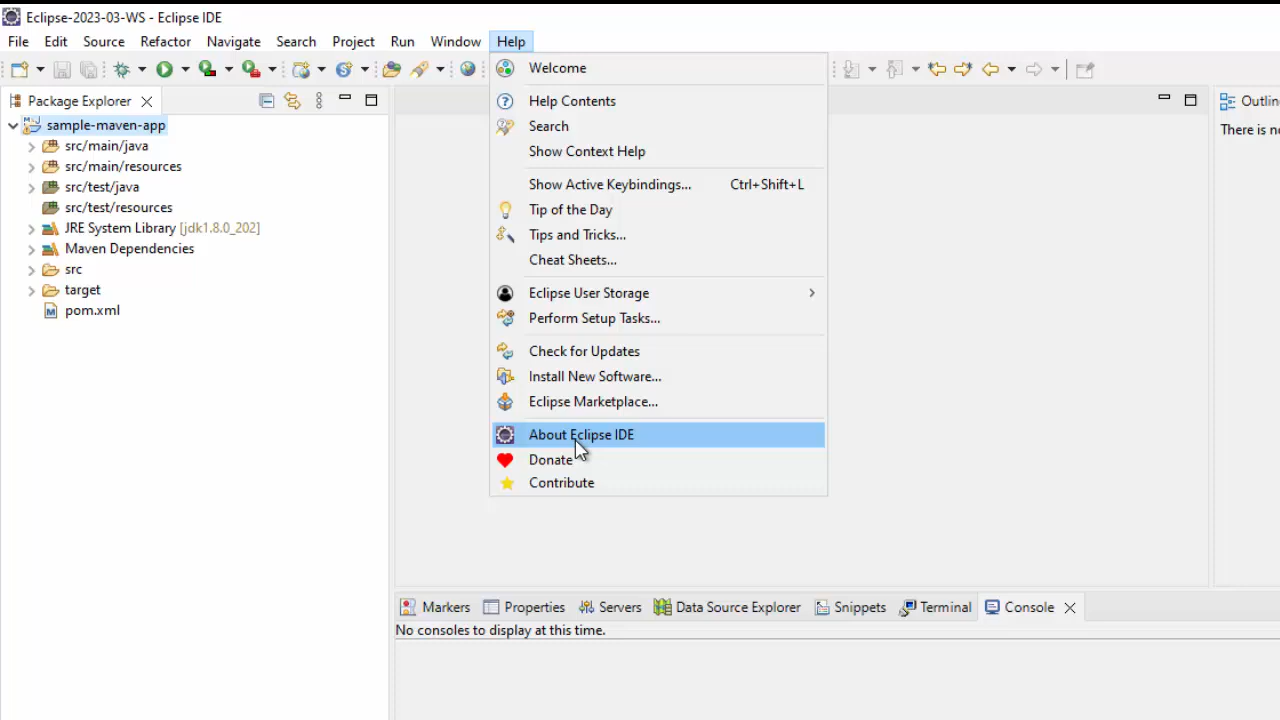 Eclipse-2023-03-WS - Eclipse IDE
File Edit Source Refactor Navigate Search Project Run Window Help
Package Explorer
sample-maven-app
src/main/java
src/main/resources
src/test/java
src/test/resources
JRE System Library [jdk1.8.0_202]
Maven Dependencies
src
target
pom.xml
Welcome
Help Contents
Search
Show Context Help
Show Active Keybindings... Ctrl+Shift+L
Tip of the Day
Tips and Tricks...
Cheat Sheets...
Eclipse User Storage
Perform Setup Tasks...
Check for Updates
Install New Software...
Eclipse Marketplace...
About Eclipse IDE
Donate
Contribute
Outlin
There is n
Markers Properties Servers Data Source Explorer Snippets Terminal Console
No consoles to display at this time.